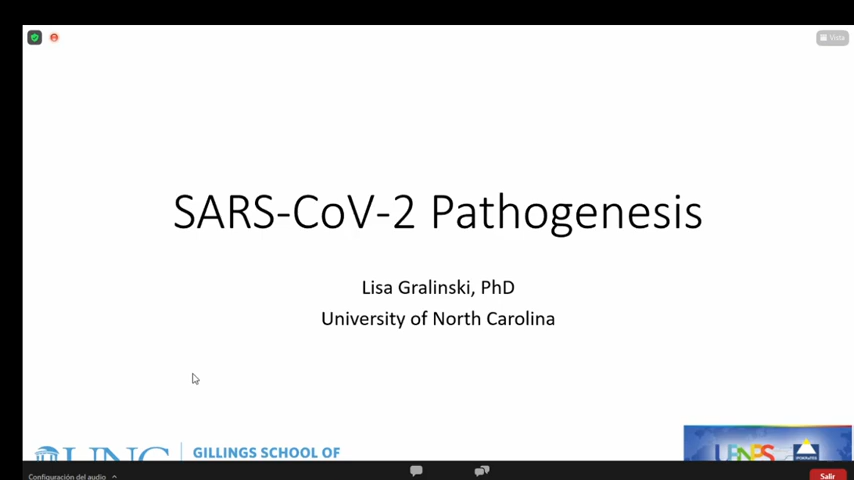 Vista
SARS-CoV-2 Pathogenesis
Lisa Gralinski, PhD
University of North Carolina
UNC
GILLINGS SCHOOL OF
Configuración del audio
Salir